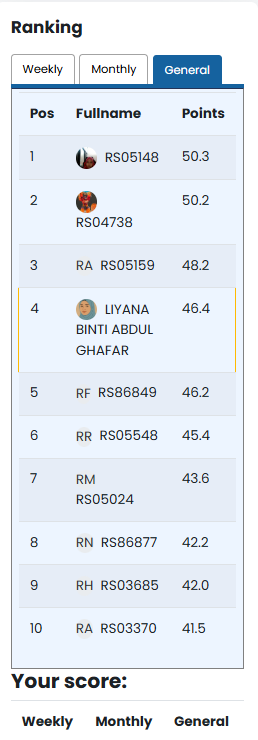 Ranking
Weekly Monthly General
Pos Fullname Points
1 RS05148 50.3
2 RS04738 50.2
3 RA RS05159 48.2
4 LIYANA 46.4
BINTI ABDUL
GHAFAR
5 RF RS86849 46.2
6 RR RS05548 45.4
7 RM 43.6
RS05024
8 RN RS86877 42.2
9 RH RS03685 42.0
10 RA RS03370 41.5
Your score:
Weekly Monthly General